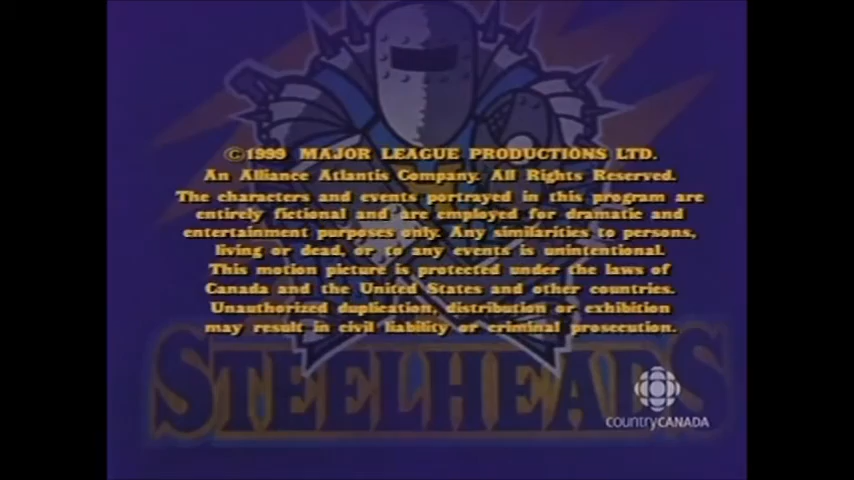 ©1999 MAJOR LEAGUE PRODUCTIONS LTD.
An Alliance Atlantis Company. All Rights Reserved.
The characters and events portrayed in this program are
entirely fictional and are employed for dramatic and
entertainment purposes only. Any similarities to persons,
living or dead, or to any events is unintentional.
This motion picture is protected under the laws of
Canada and the United States and other countries.
Unauthorized duplication, distribution or exhibition
may result in civil liability or criminal prosecution.
STEELHEADS
countryCANADA